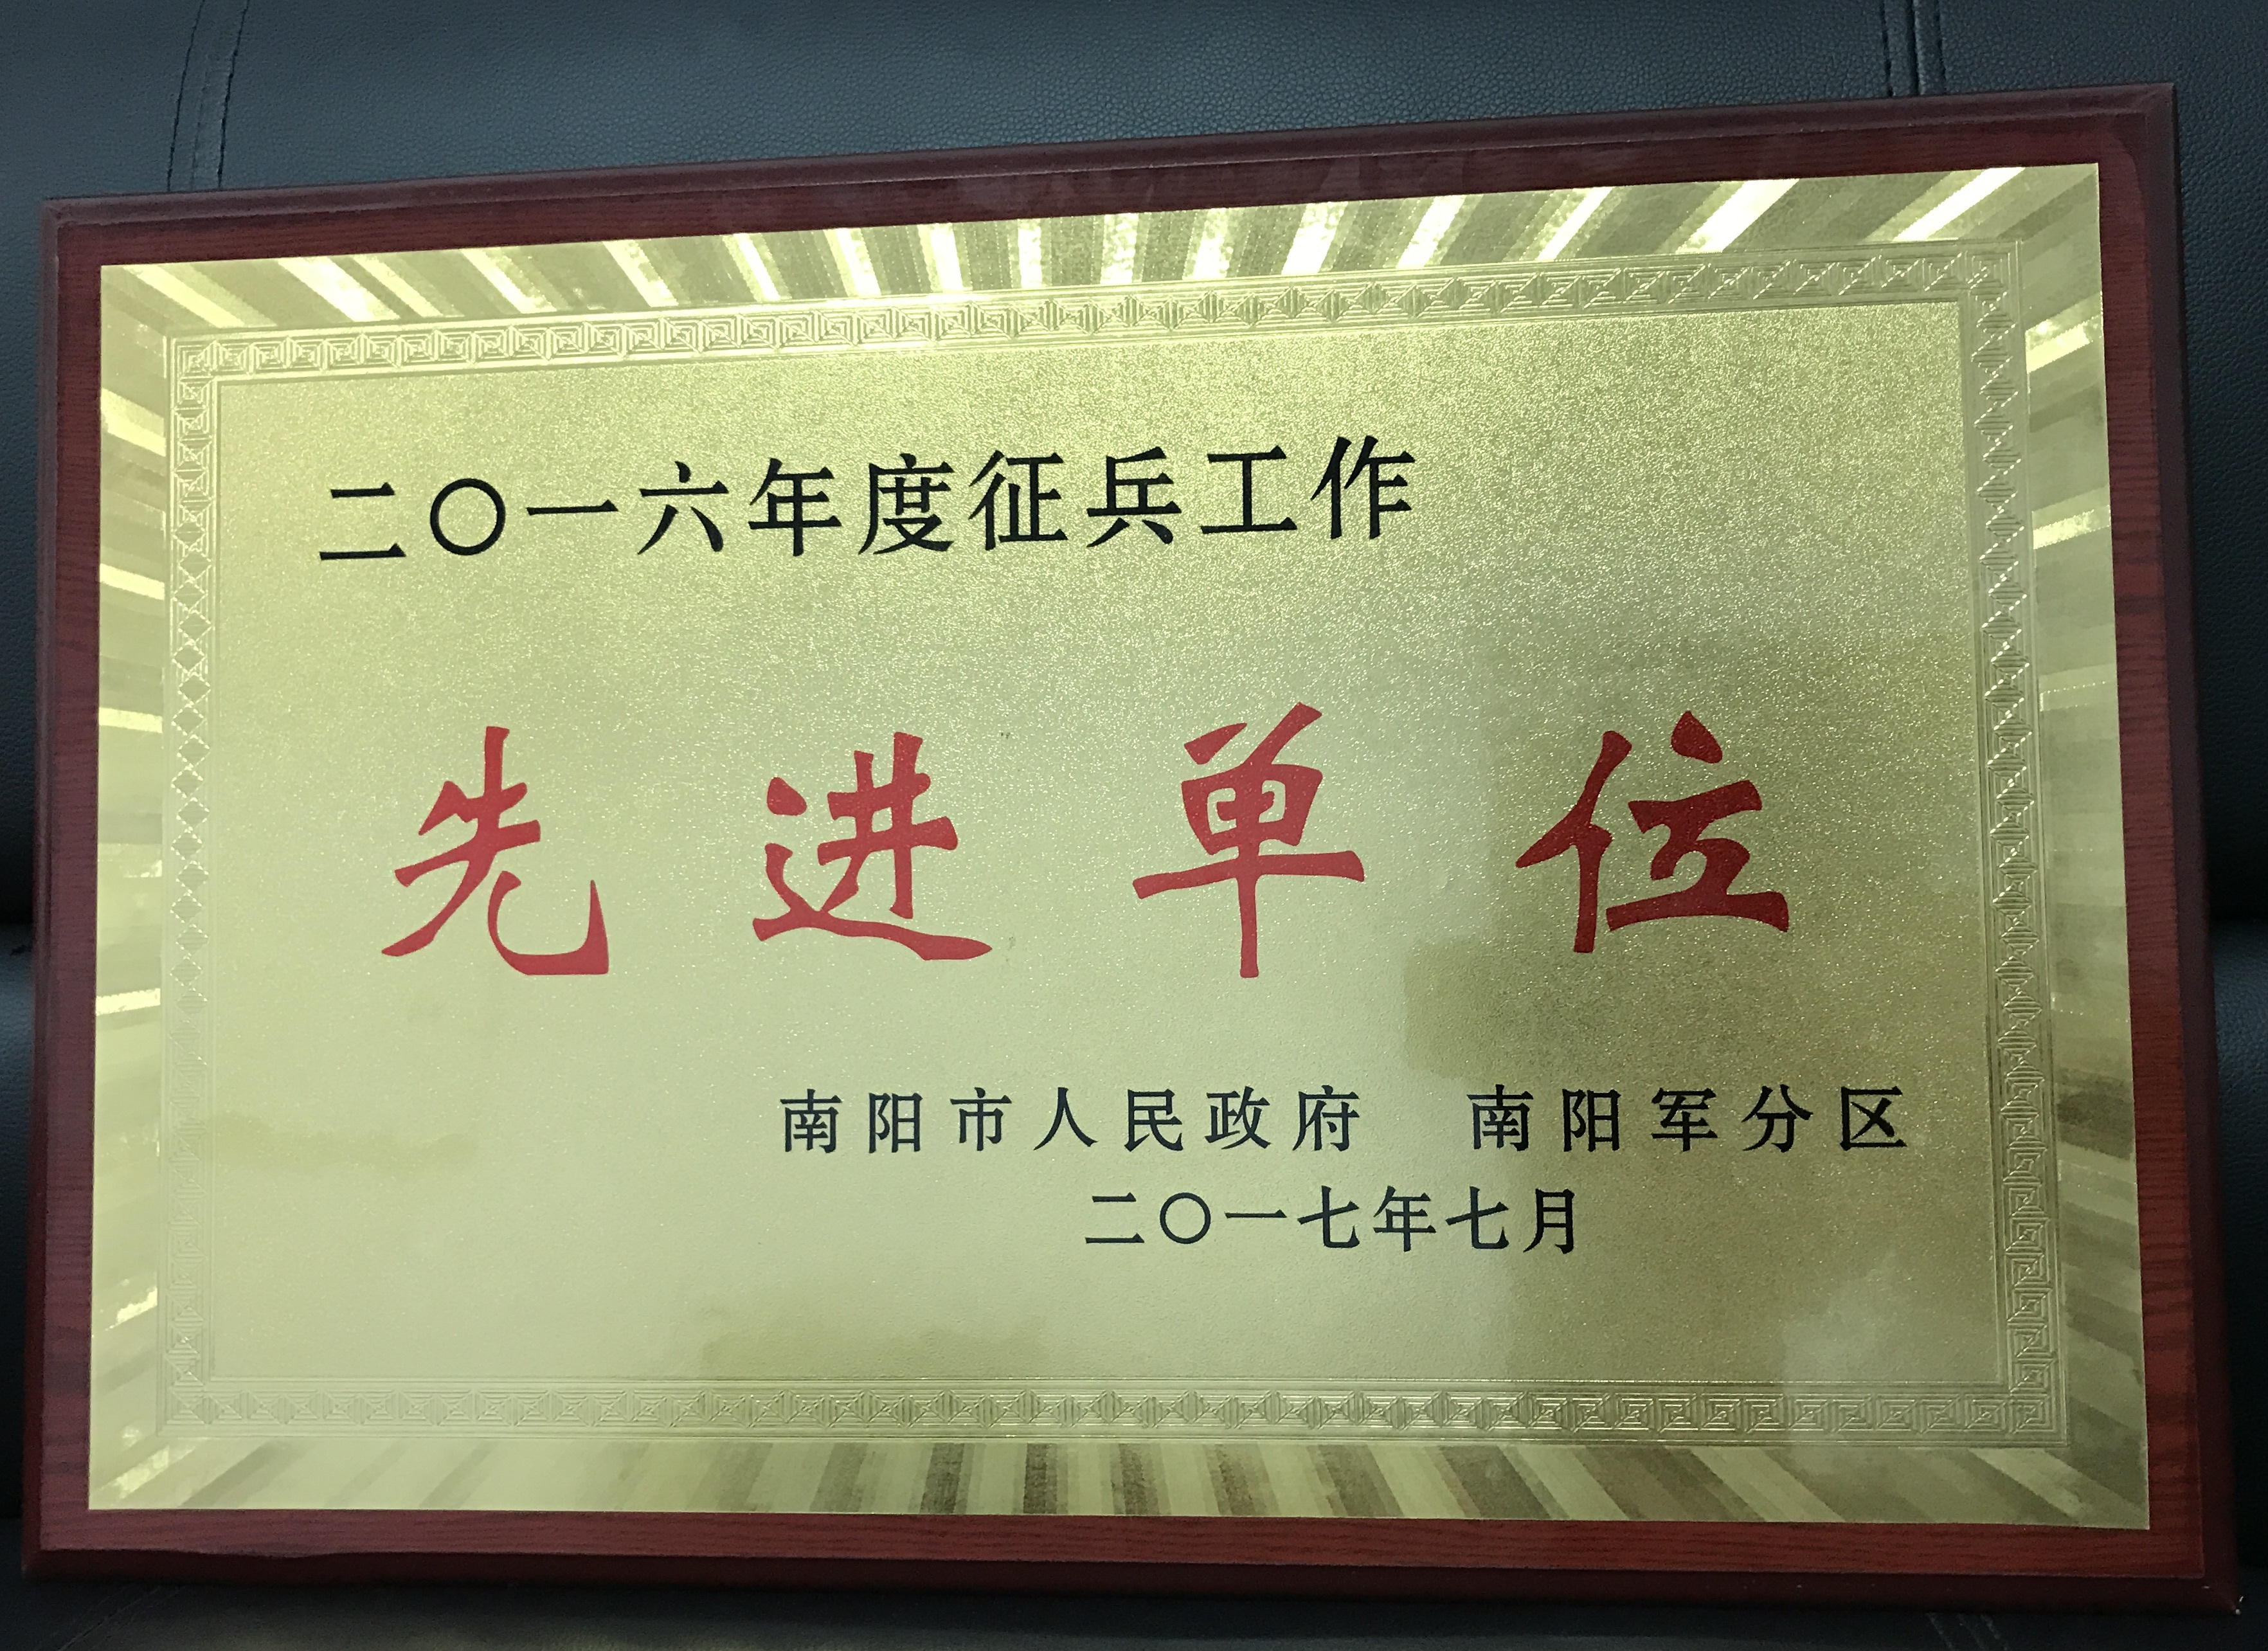 二〇一六年度征兵工作
先进单位
南阳市人民政府 南阳军分区
二〇一七年七月